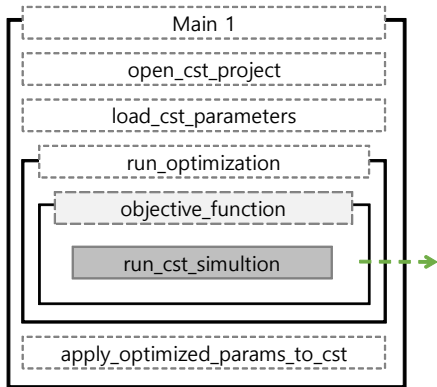 Main 1
open_cst_project
load_cst_parameters
run_optimization
objective_function
run_cst_simultion
apply_optimized_params_to_cst